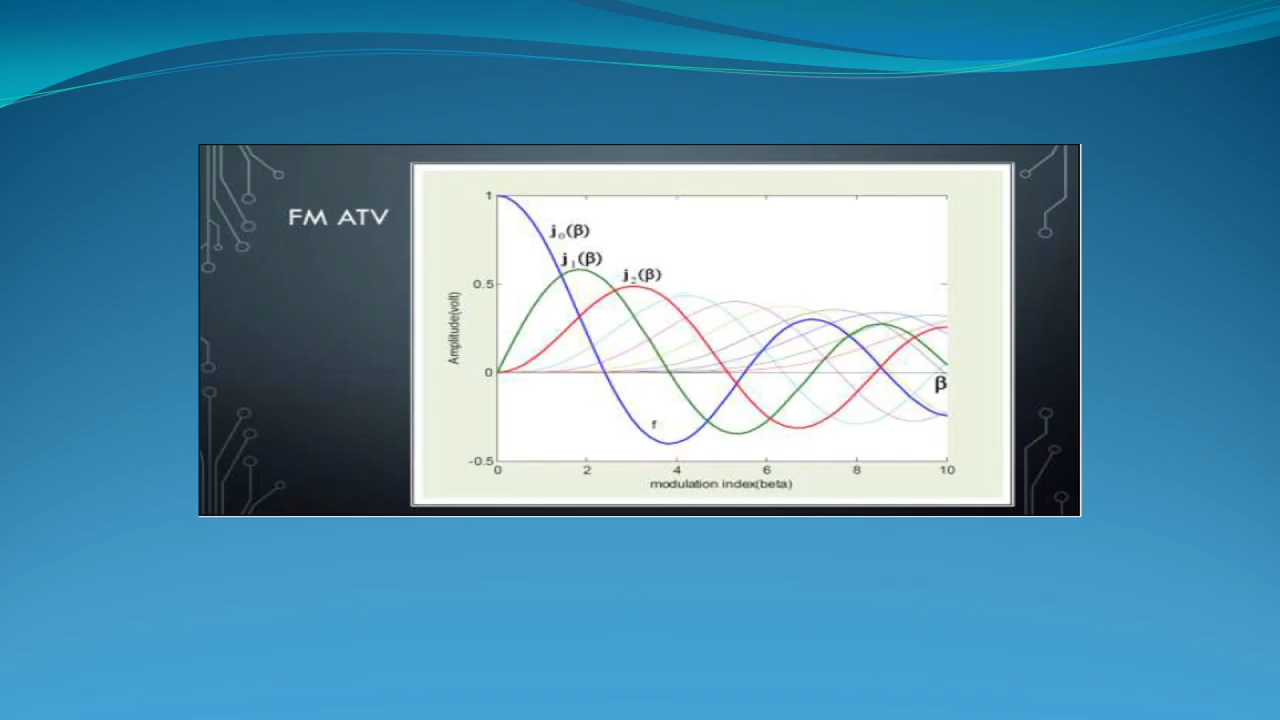 FM ATV
1
j₀(β)
j₁(β)
j₂(β)
0.5
Amplitude(volt)
0
β
f
-0.5
0 2 4 6 8 10
modulation index(beta)